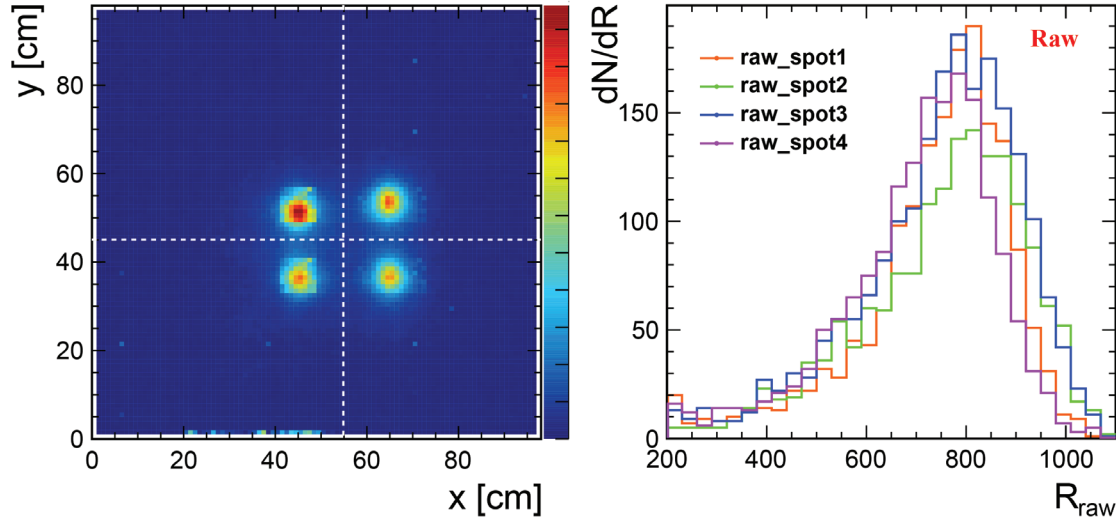 y [cm]
80
60
40
20
0
0 20 40 60 80
x [cm]
dN/dR
Raw
raw_spot1
raw_spot2
raw_spot3
raw_spot4
150
100
50
0
200 400 600 800 1000
R_raw